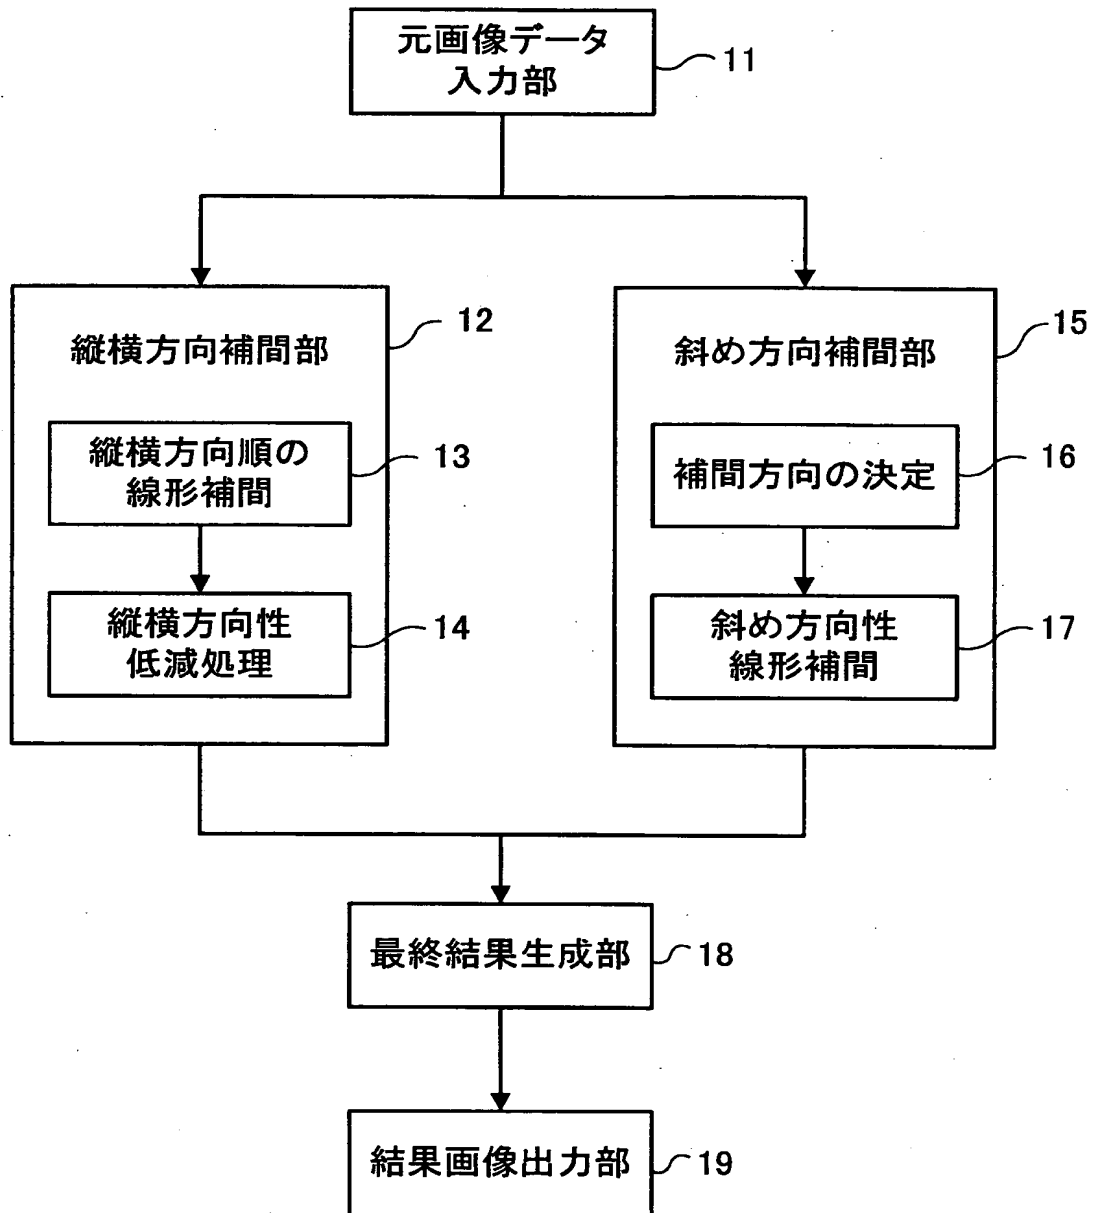 元画像データ
入力部
11
縦横方向補間部
12
縦横方向順の
線形補間
13
縦横方向性
低減処理
14
斜め方向補間部
15
補間方向の決定
16
斜め方向性
線形補間
17
最終結果生成部
18
結果画像出力部
19